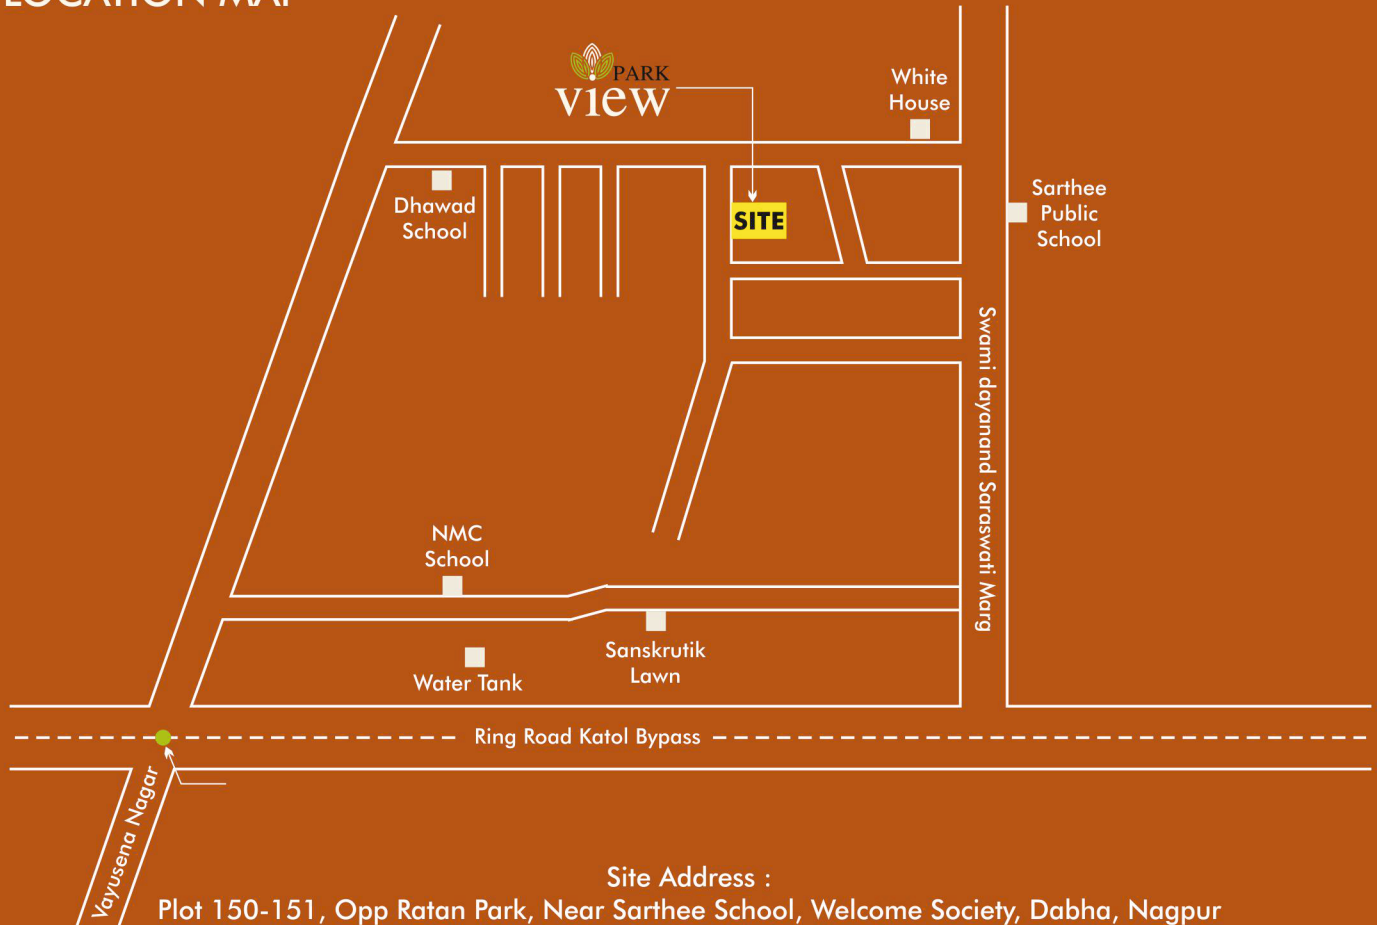 LOCATION MAP
PARK
view
White
House
Dhawad
School
SITE
Sarthee
Public
School
Swami dayanand Saraswati Marg
NMC
School
Sanskrutik
Lawn
Water Tank
Ring Road Katol Bypass
Vayusena Nagar
Site Address :
Plot 150-151, Opp Ratan Park, Near Sarthee School, Welcome Society, Dabha, Nagpur